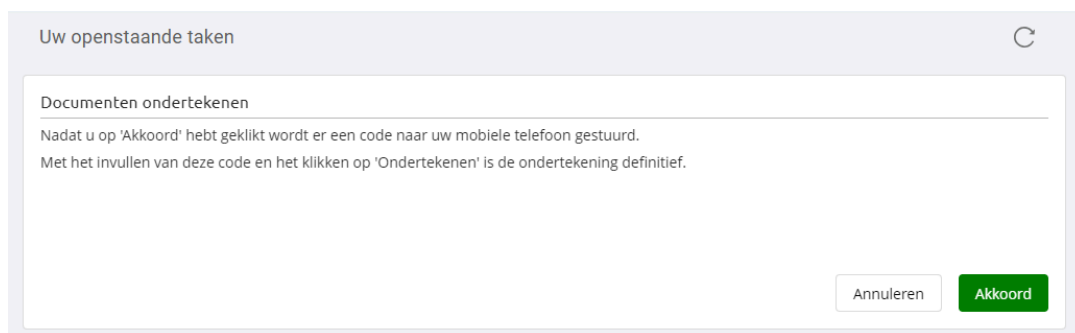 Uw openstaande taken
Documenten ondertekenen
Nadat u op 'Akkoord' hebt geklikt wordt er een code naar uw mobiele telefoon gestuurd.
Met het invullen van deze code en het klikken op 'Ondertekenen' is de ondertekening definitief.
Annuleren
Akkoord